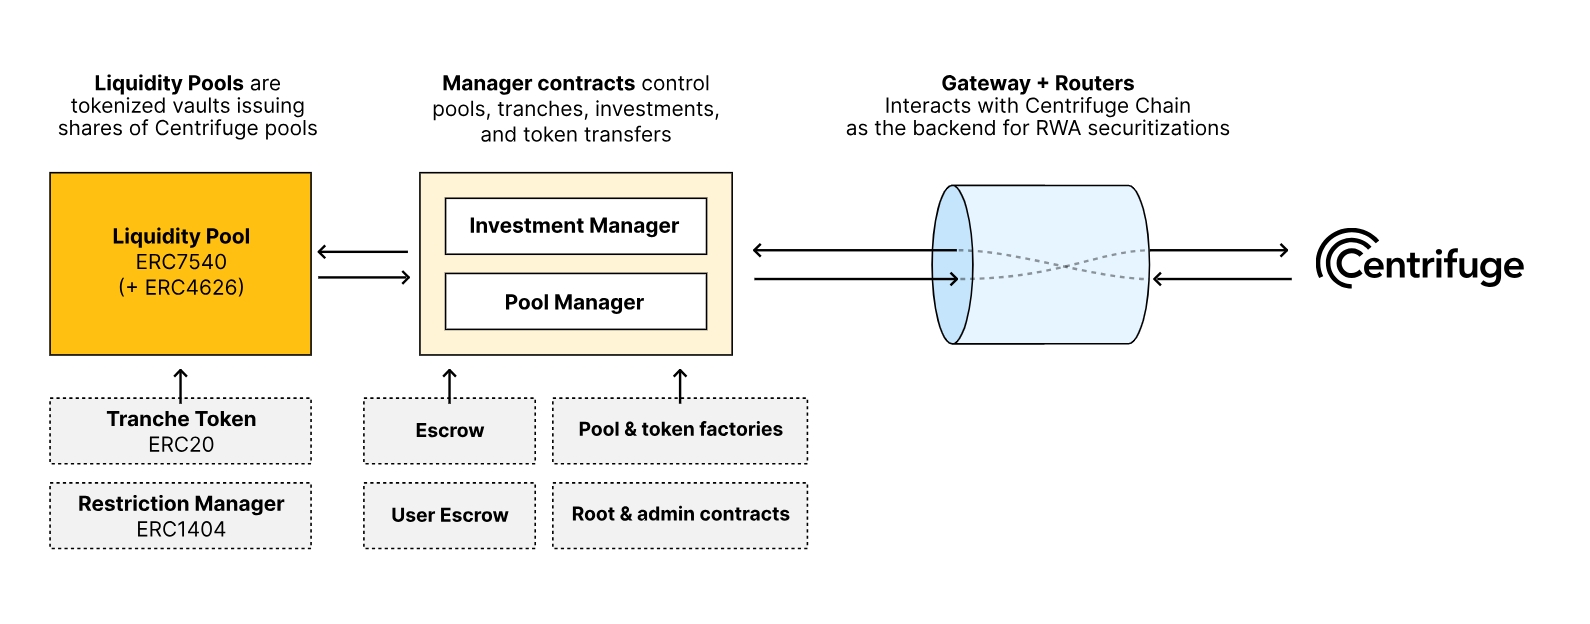 Liquidity Pools are
tokenized vaults issuing
shares of Centrifuge pools
Manager contracts control
pools, tranches, investments,
and token transfers
Gateway + Routers
Interacts with Centrifuge Chain
as the backend for RWA securitizations
Liquidity Pool
ERC7540
(+ ERC4626)
Investment Manager
Pool Manager
Centrifuge
Tranche Token
ERC20
Escrow
Pool & token factories
Restriction Manager
ERC1404
User Escrow
Root & admin contracts